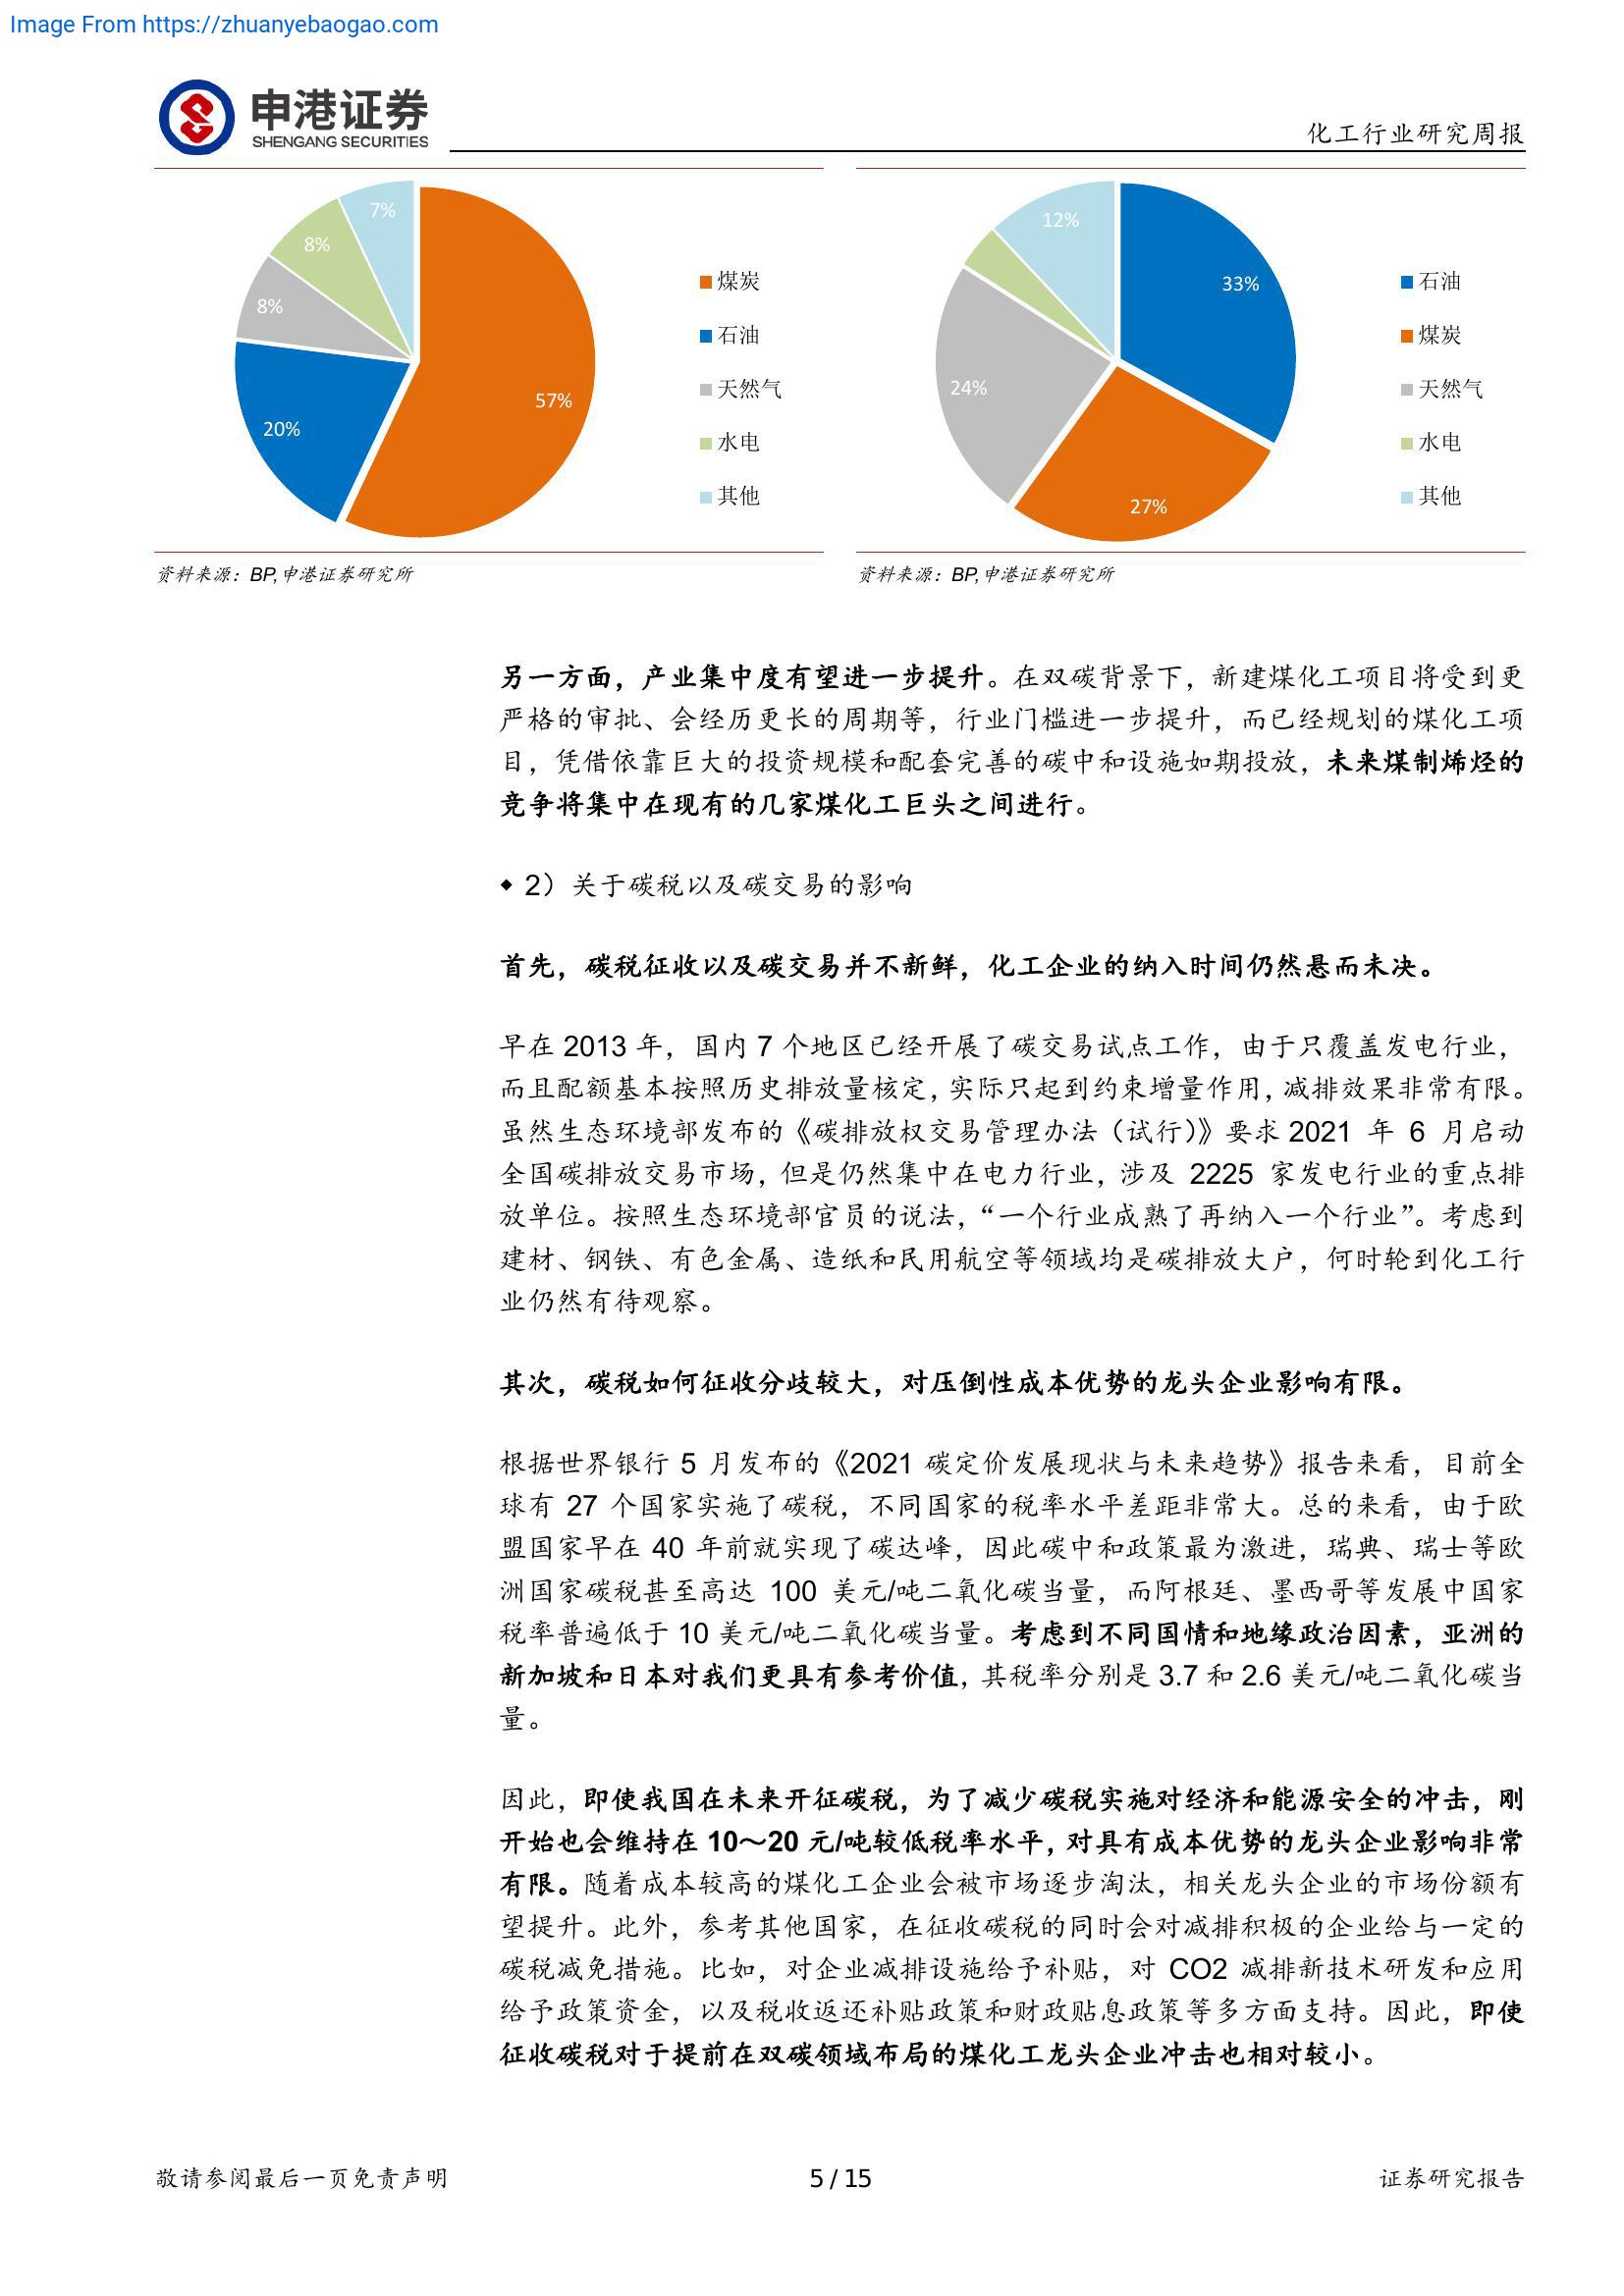 Image From https://zhuanyebaogao.com
申港证券
SHENGANG SECURITIES
化工行业研究周报
7%
8%
8%
20%
57%
煤炭
石油
天然气
水电
其他
12%
33%
24%
27%
石油
煤炭
天然气
水电
其他
资料来源：BP,申港证券研究所
资料来源：BP,申港证券研究所
另一方面，产业集中度有望进一步提升。在双碳背景下，新建煤化工项目将受到更
严格的审批、会经历更长的周期等，行业门槛进一步提升，而已经规划的煤化工项
目，凭借依靠巨大的投资规模和配套完善的碳中和设施如期投放，未来煤制烯烃的
竞争将集中在现有的几家煤化工巨头之间进行。
◆ 2）关于碳税以及碳交易的影响
首先，碳税征收以及碳交易并不新鲜，化工企业的纳入时间仍然悬而未决。
早在 2013 年，国内 7 个地区已经开展了碳交易试点工作，由于只覆盖发电行业，
而且配额基本按照历史排放量核定，实际只起到约束增量作用，减排效果非常有限。
虽然生态环境部发布的《碳排放权交易管理办法（试行）》要求 2021 年 6 月启动
全国碳排放交易市场，但是仍然集中在电力行业，涉及 2225 家发电行业的重点排
放单位。按照生态环境部官员的说法，“一个行业成熟了再纳入一个行业”。考虑到
建材、钢铁、有色金属、造纸和民用航空等领域均是碳排放大户，何时轮到化工行
业仍然有待观察。
其次，碳税如何征收分歧较大，对压倒性成本优势的龙头企业影响有限。
根据世界银行 5 月发布的《2021 碳定价发展现状与未来趋势》报告来看，目前全
球有 27 个国家实施了碳税，不同国家的税率水平差距非常大。总的来看，由于欧
盟国家早在 40 年前就实现了碳达峰，因此碳中和政策最为激进，瑞典、瑞士等欧
洲国家碳税甚至高达 100 美元/吨二氧化碳当量，而阿根廷、墨西哥等发展中国家
税率普遍低于 10 美元/吨二氧化碳当量。考虑到不同国情和地缘政治因素，亚洲的
新加坡和日本对我们更具有参考价值，其税率分别是 3.7 和 2.6 美元/吨二氧化碳当
量。
因此，即使我国在未来开征碳税，为了减少碳税实施对经济和能源安全的冲击，刚
开始也会维持在 10～20 元/吨较低税率水平，对具有成本优势的龙头企业影响非常
有限。随着成本较高的煤化工企业会被市场逐步淘汰，相关龙头企业的市场份额有
望提升。此外，参考其他国家，在征收碳税的同时会对减排积极的企业给与一定的
碳税减免措施。比如，对企业减排设施给予补贴，对 CO2 减排新技术研发和应用
给予政策资金，以及税收返还补贴政策和财政贴息政策等多方面支持。因此，即使
征收碳税对于提前在双碳领域布局的煤化工龙头企业冲击也相对较小。
敬请参阅最后一页免责声明
5 / 15
证券研究报告